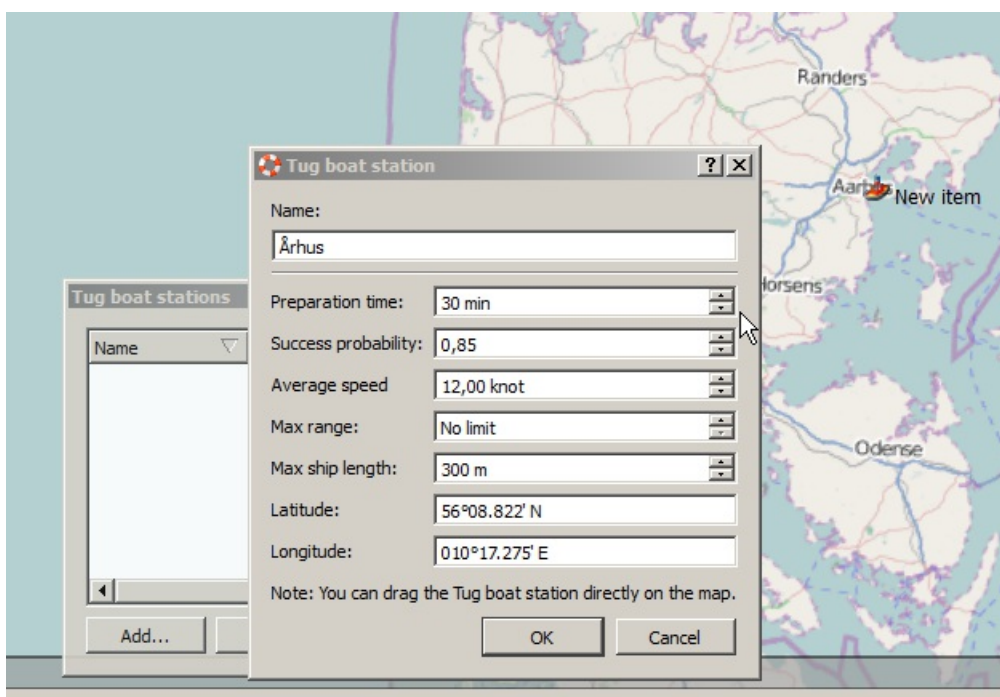 Randers
Aarhus
New item
Horsens
Odense
Tug boat stations
Name
Add...
Tug boat station
Name:
Århus
Preparation time: 30 min
Success probability: 0,85
Average speed 12,00 knot
Max range: No limit
Max ship length: 300 m
Latitude: 56°08.822' N
Longitude: 010°17.275' E
Note: You can drag the Tug boat station directly on the map.
OK Cancel